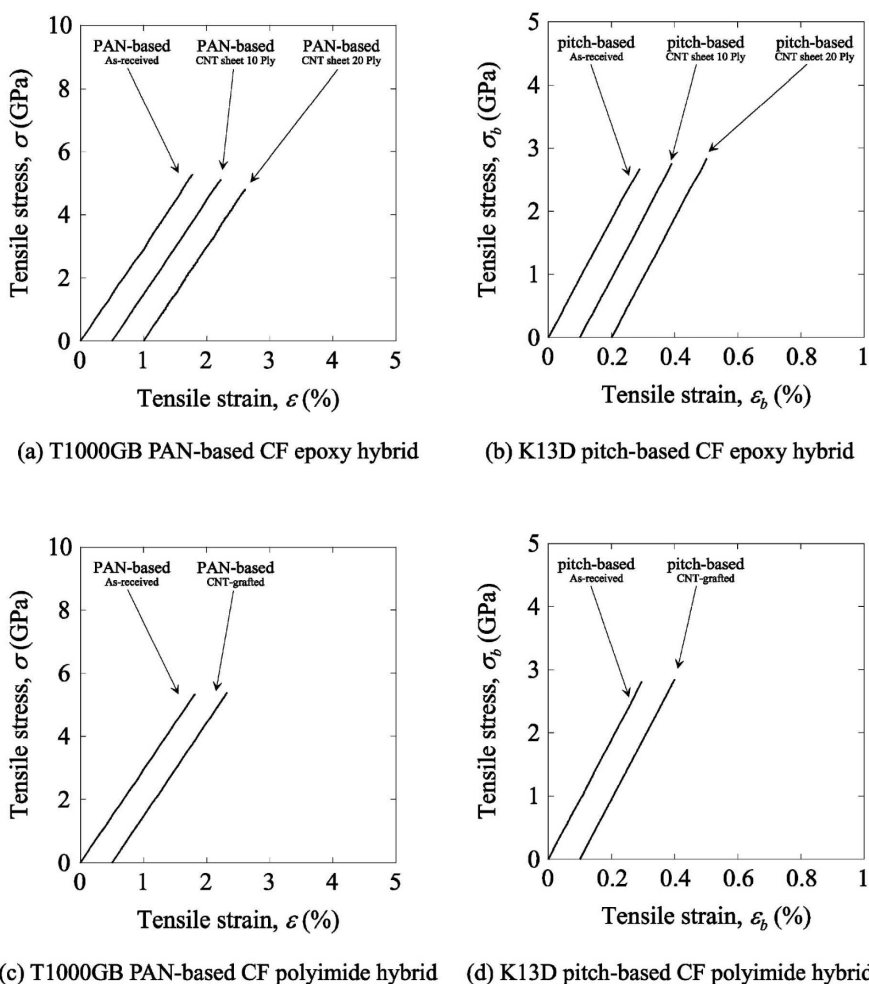 PAN-based PAN-based PAN-based
As-received CNT sheet 10 Ply CNT sheet 20 Ply
10
8
6
4
2
0
Tensile stress, σ (GPa)
0 1 2 3 4 5
Tensile strain, ε (%)
(a) T1000GB PAN-based CF epoxy hybrid
pitch-based pitch-based pitch-based
As-received CNT sheet 10 Ply CNT sheet 20 Ply
5
4
3
2
1
0
Tensile stress, σb (GPa)
0 0.2 0.4 0.6 0.8 1
Tensile strain, εb (%)
(b) K13D pitch-based CF epoxy hybrid
PAN-based PAN-based
As-received CNT-grafted
10
8
6
4
2
0
Tensile stress, σ (GPa)
0 1 2 3 4 5
Tensile strain, ε (%)
(c) T1000GB PAN-based CF polyimide hybrid
pitch-based pitch-based
As-received CNT-grafted
5
4
3
2
1
0
Tensile stress, σb (GPa)
0 0.2 0.4 0.6 0.8 1
Tensile strain, εb (%)
(d) K13D pitch-based CF polyimide hybrid